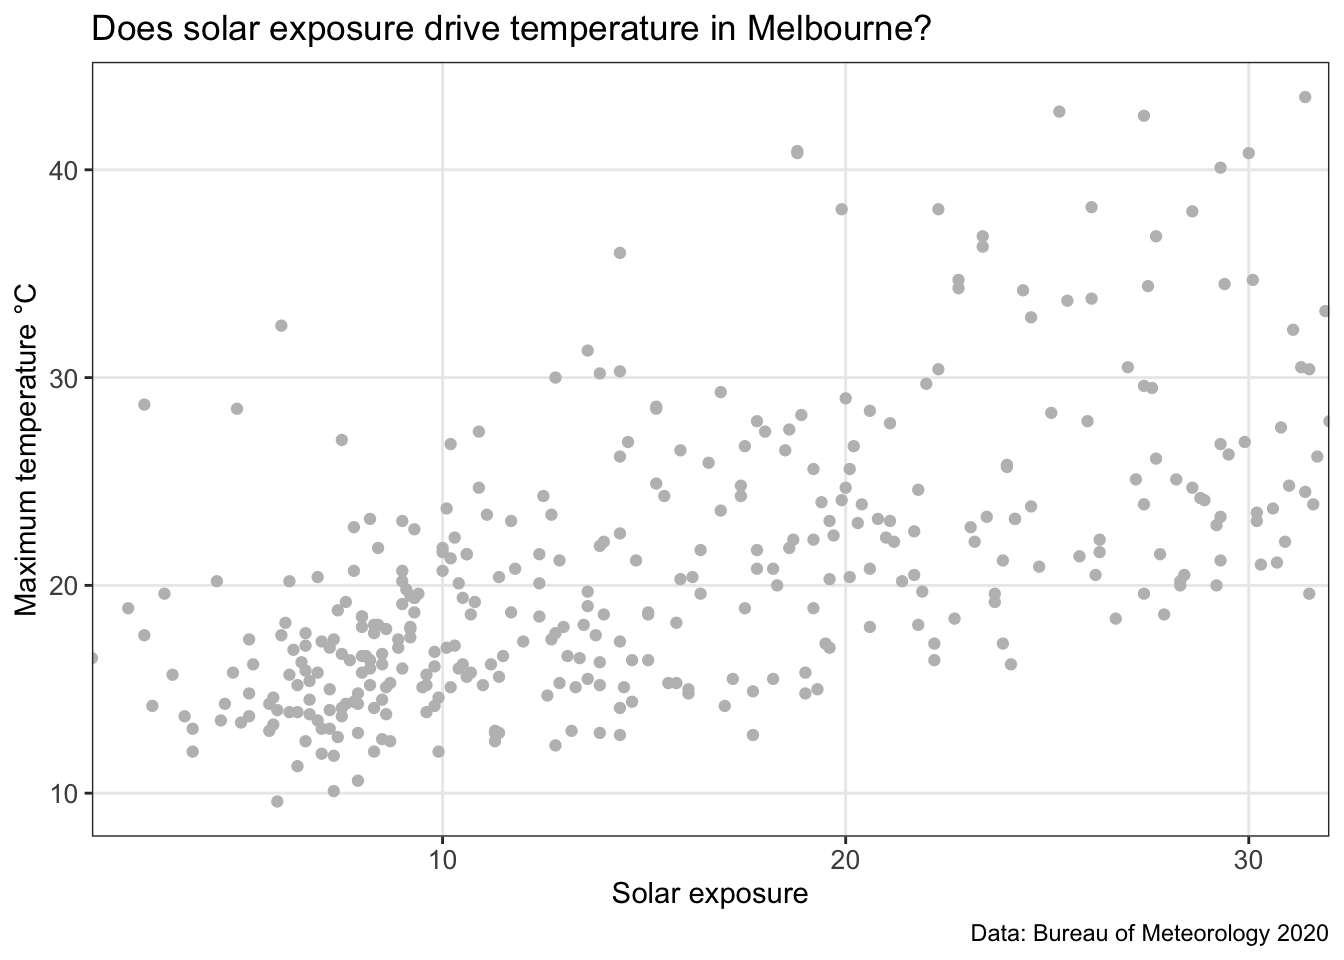 Does solar exposure drive temperature in Melbourne?
Maximum temperature °C
40
30
20
10
10
20
30
Solar exposure
Data: Bureau of Meteorology 2020